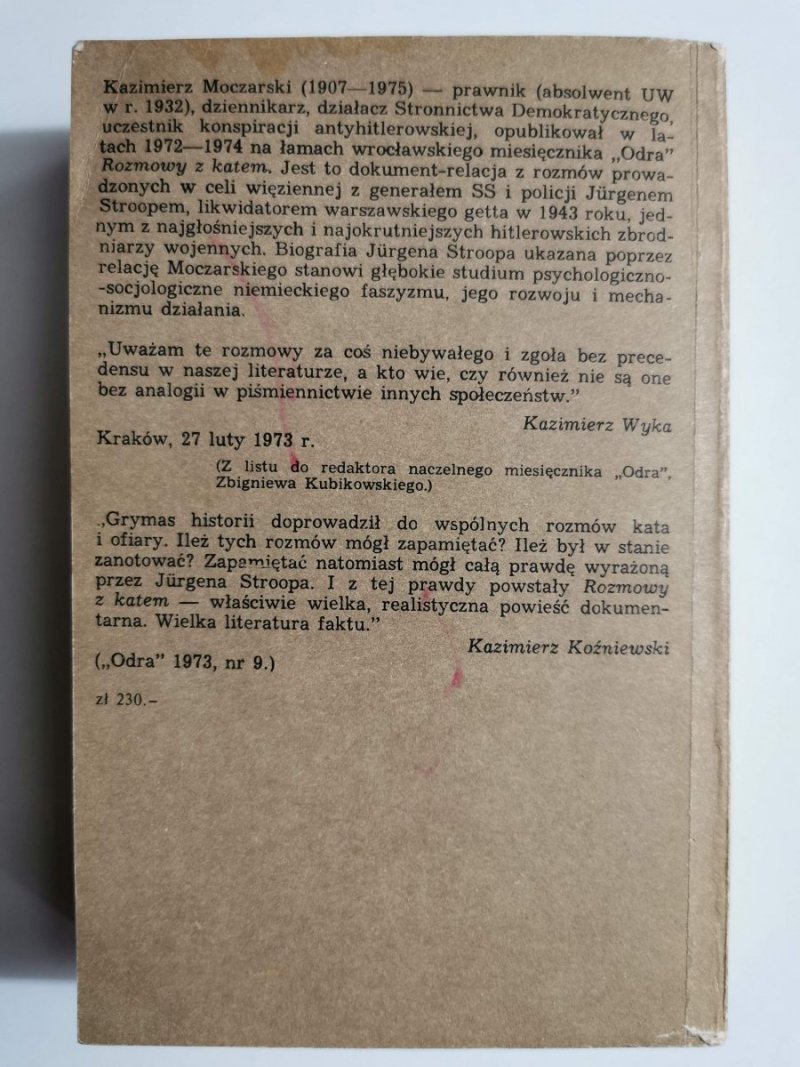 Kazimierz Moczarski (1907—1975) — prawnik (absolwent UW
w r. 1932), dziennikarz, działacz Stronnictwa Demokratycznego,
uczestnik konspiracji antyhitlerowskiej, opublikował w la-
tach 1972—1974 na łamach wrocławskiego miesięcznika „Odra”
Rozmowy z katem. Jest to dokument-relacja z rozmów prowa-
dzonych w celi więziennej z generałem SS i policji Jürgenem
Stroopem, likwidatorem warszawskiego getta w 1943 roku, jed-
nym z najgłośniejszych i najokrutniejszych hitlerowskich zbrod-
niarzy wojennych. Biografia Jürgena Stroopa ukazana poprzez
relację Moczarskiego stanowi głębokie studium psychologiczno-
-socjologiczne niemieckiego faszyzmu, jego rozwoju i mecha-
nizmu działania.
„Uważam te rozmowy za coś niebywałego i zgoła bez prece-
densu w naszej literaturze, a kto wie, czy również nie są one
bez analogii w piśmiennictwie innych społeczeństw.”
Kazimierz Wyka
Kraków, 27 luty 1973 r.
(Z listu do redaktora naczelnego miesięcznika „Odra”,
Zbigniewa Kubikowskiego.)
„Grymas historii doprowadził do wspólnych rozmów kata
i ofiary. Ileż tych rozmów mógł zapamiętać? Ileż był w stanie
zanotować? Zapamiętać natomiast mógł całą prawdę wyrażoną
przez Jürgena Stroopa. I z tej prawdy powstały Rozmowy
z katem — właściwie wielka, realistyczna powieść dokumen-
tarna. Wielka literatura faktu.”
Kazimierz Koźniewski
(„Odra” 1973, nr 9.)
zł 230.-